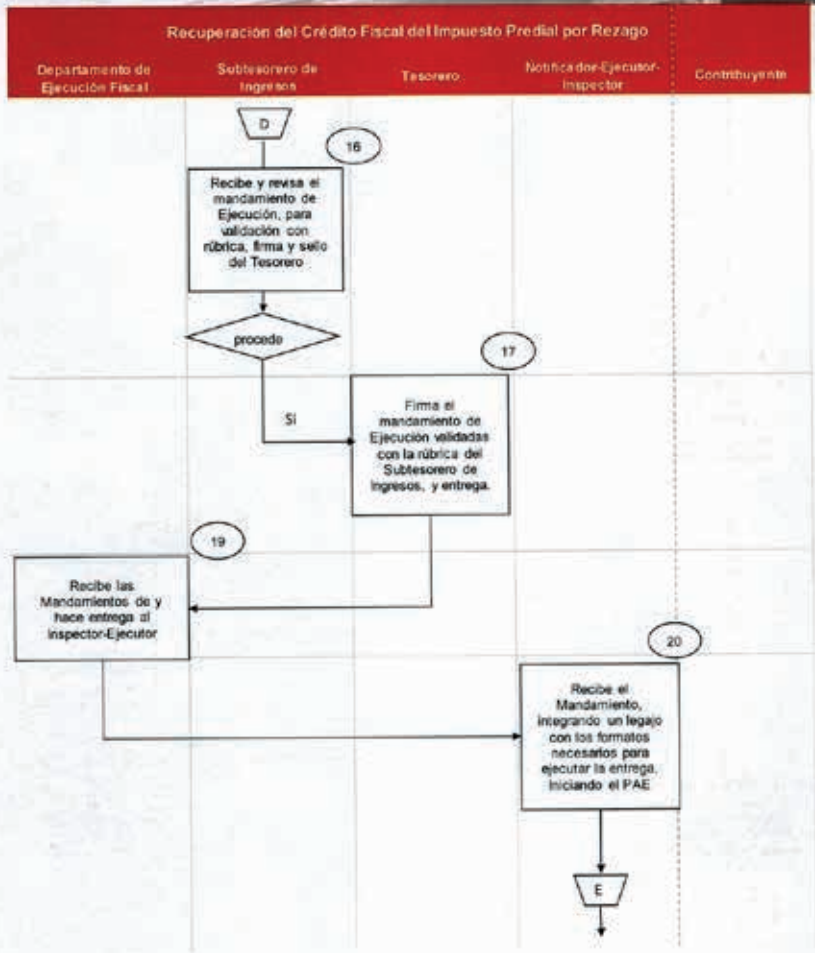 Recuperación del Crédito Fiscal del Impuesto Predial por Rezago
Departamento de
Ejecución Fiscal
Subtesorero de
Ingresos
Tesorero
Notificador-Ejecutor-
Inspector
Contribuyente
D
16
Recibe y revisa el
mandamiento de
Ejecución, para
validación con
rúbrica, firma y sello
del Tesorero
procede
17
Si
Firma el
mandamiento de
Ejecución validadas
con la rúbrica del
Subtesorero de
Ingresos, y entrega.
19
Recibe las
Mandamientos de y
hace entrega al
Inspector-Ejecutor
20
Recibe el
Mandamiento,
integrando un legajo
con los formatos
necesarios para
ejecutar la entrega,
iniciando el PAE
E